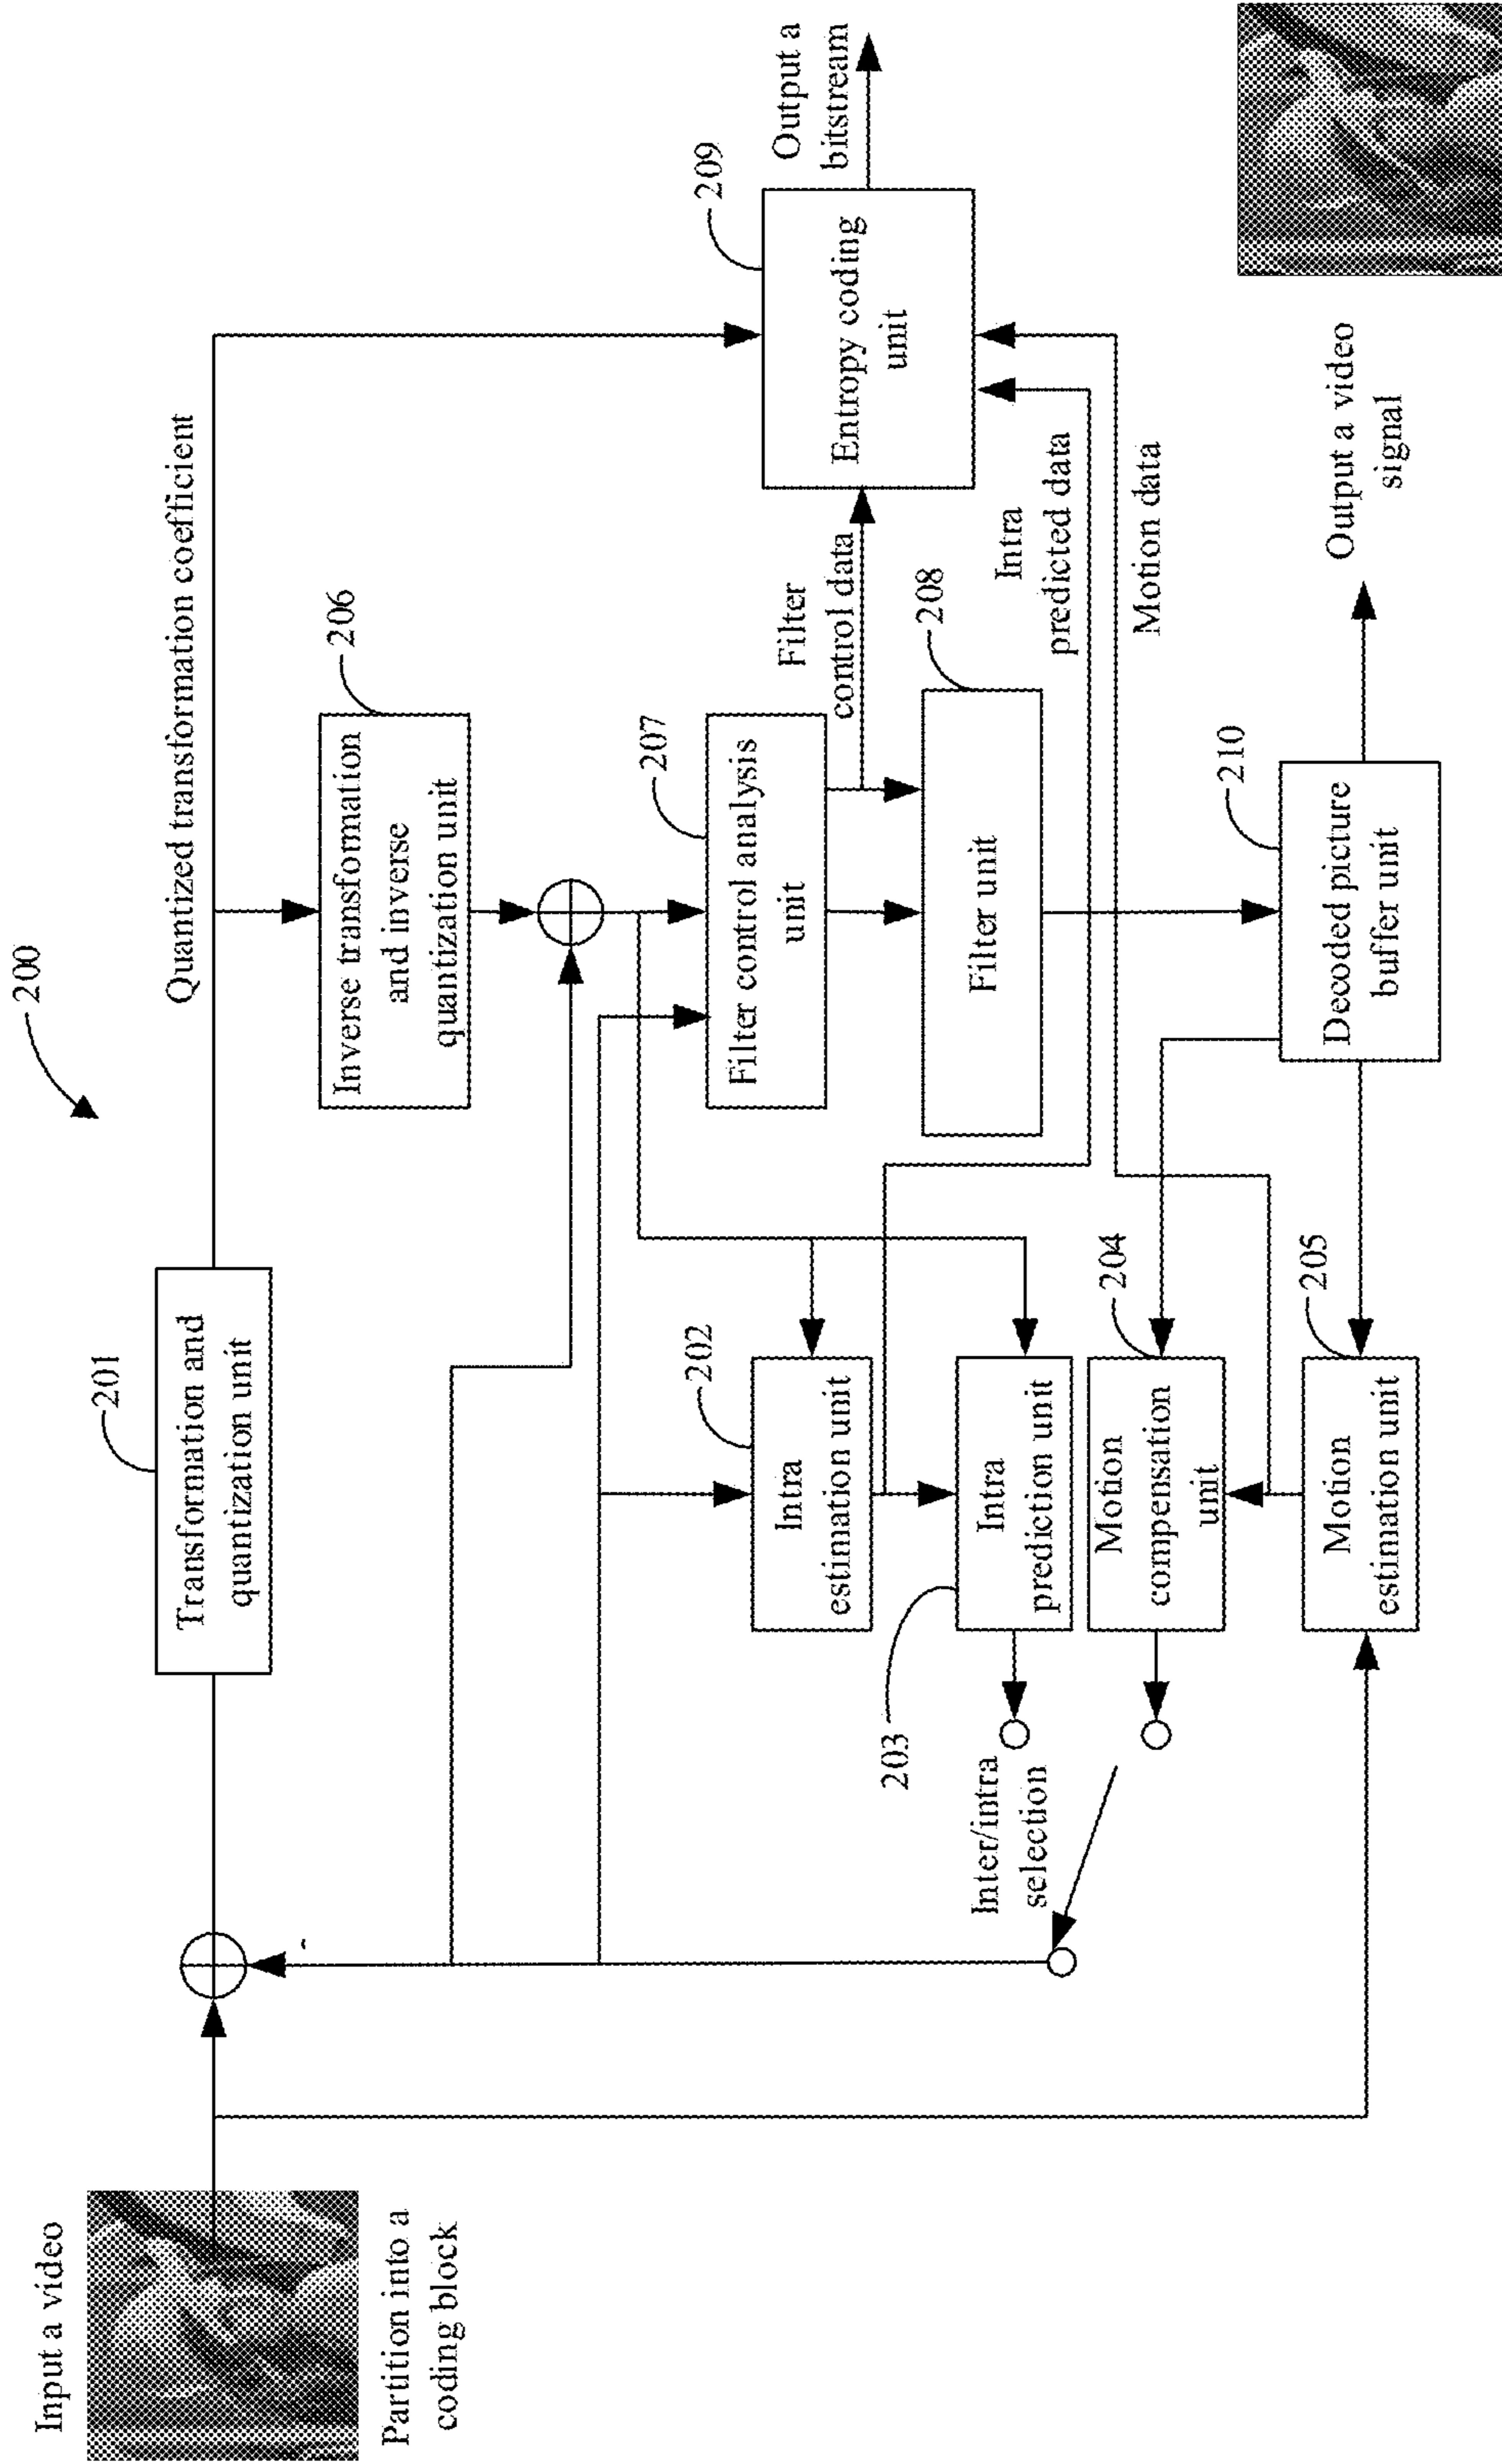 200
Input a video
Partition into a
coding block
201
Transformation and
quantization unit
Quantized transformation coefficient
206
Inverse transformation
and inverse
quantization unit
207
Filter control analysis
unit
Filter
control data
208
Filter unit
209
Entropy coding
unit
Output a
bitstream
202
Intra
estimation unit
Intra
predicted data
203
Intra
prediction unit
Inter/intra
selection
-
204
Motion
compensation
unit
Motion data
205
Motion
estimation unit
210
Decoded picture
buffer unit
Output a video
signal